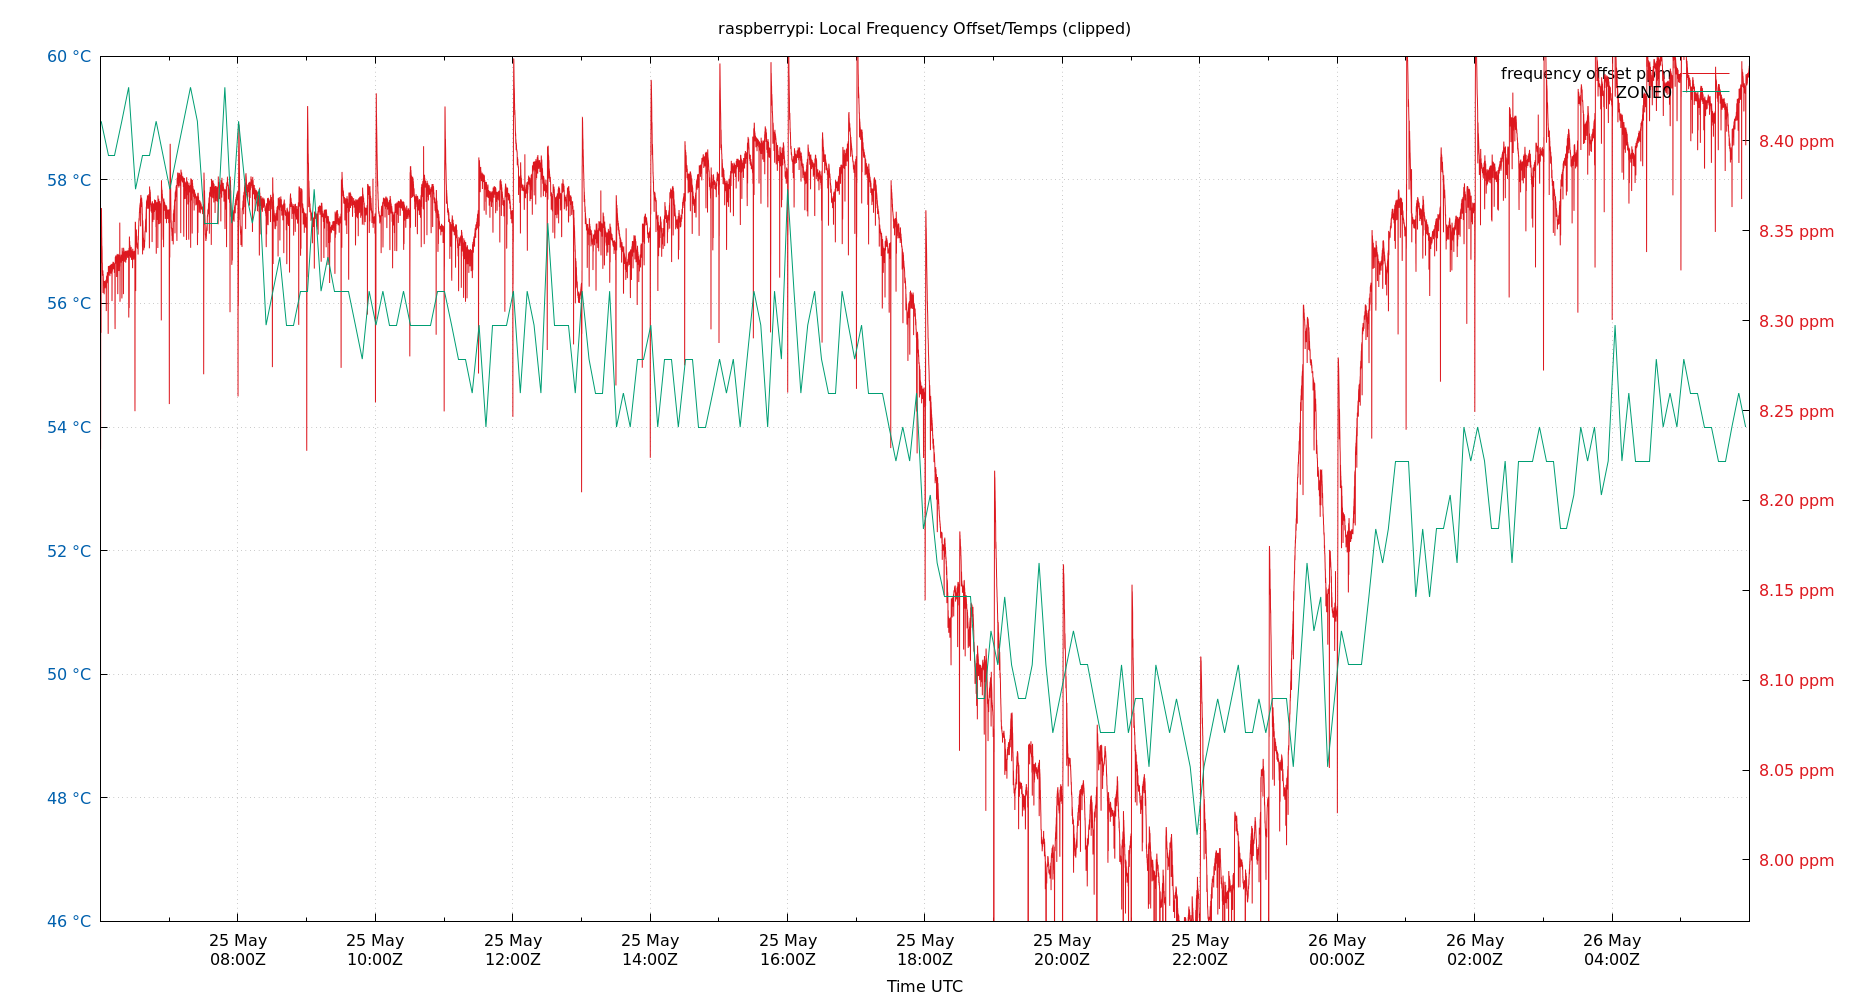 raspberrypi: Local Frequency Offset/Temps (clipped)
60 °C
58 °C
56 °C
54 °C
52 °C
50 °C
48 °C
46 °C
frequency offset ppm
ZONE0
8.40 ppm
8.35 ppm
8.30 ppm
8.25 ppm
8.20 ppm
8.15 ppm
8.10 ppm
8.05 ppm
8.00 ppm
25 May
08:00Z
25 May
10:00Z
25 May
12:00Z
25 May
14:00Z
25 May
16:00Z
25 May
18:00Z
25 May
20:00Z
25 May
22:00Z
26 May
00:00Z
26 May
02:00Z
26 May
04:00Z
Time UTC